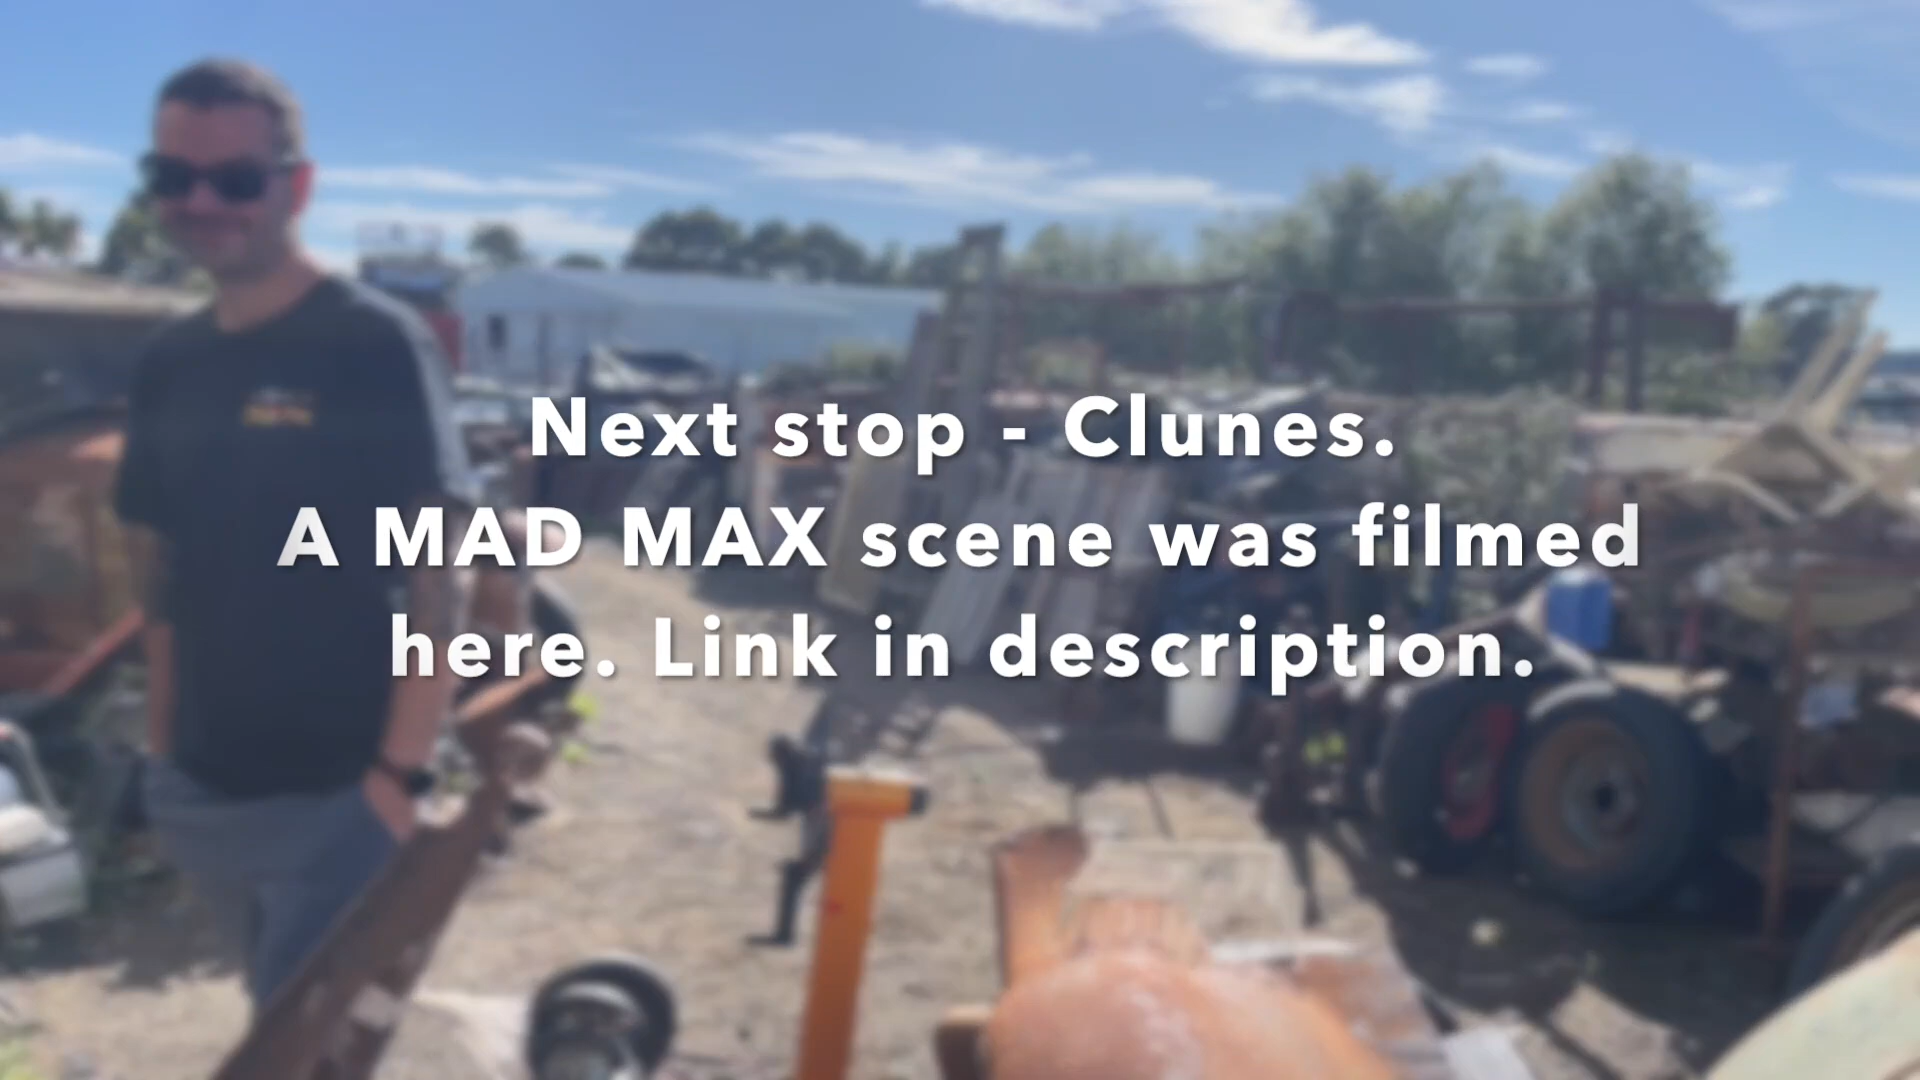 Next stop - Clunes.
A MAD MAX scene was filmed
here. Link in description.